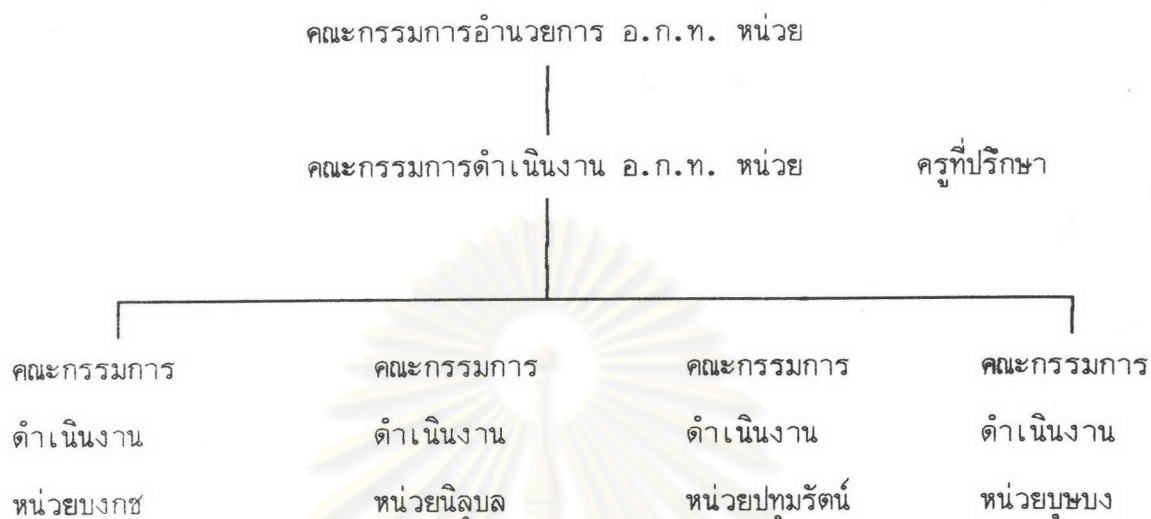 คณะกรรมการอำนวยการ อ.ก.ท. หน่วย
คณะกรรมการดำเนินงาน อ.ก.ท. หน่วย ครูที่ปรึกษา
คณะกรรมการ คณะกรรมการ คณะกรรมการ คณะกรรมการ
ดำเนินงาน ดำเนินงาน ดำเนินงาน ดำเนินงาน
หน่วยบงกช หน่วยนิลุบล หน่วยปทุมรัตน์ หน่วยบุษบง